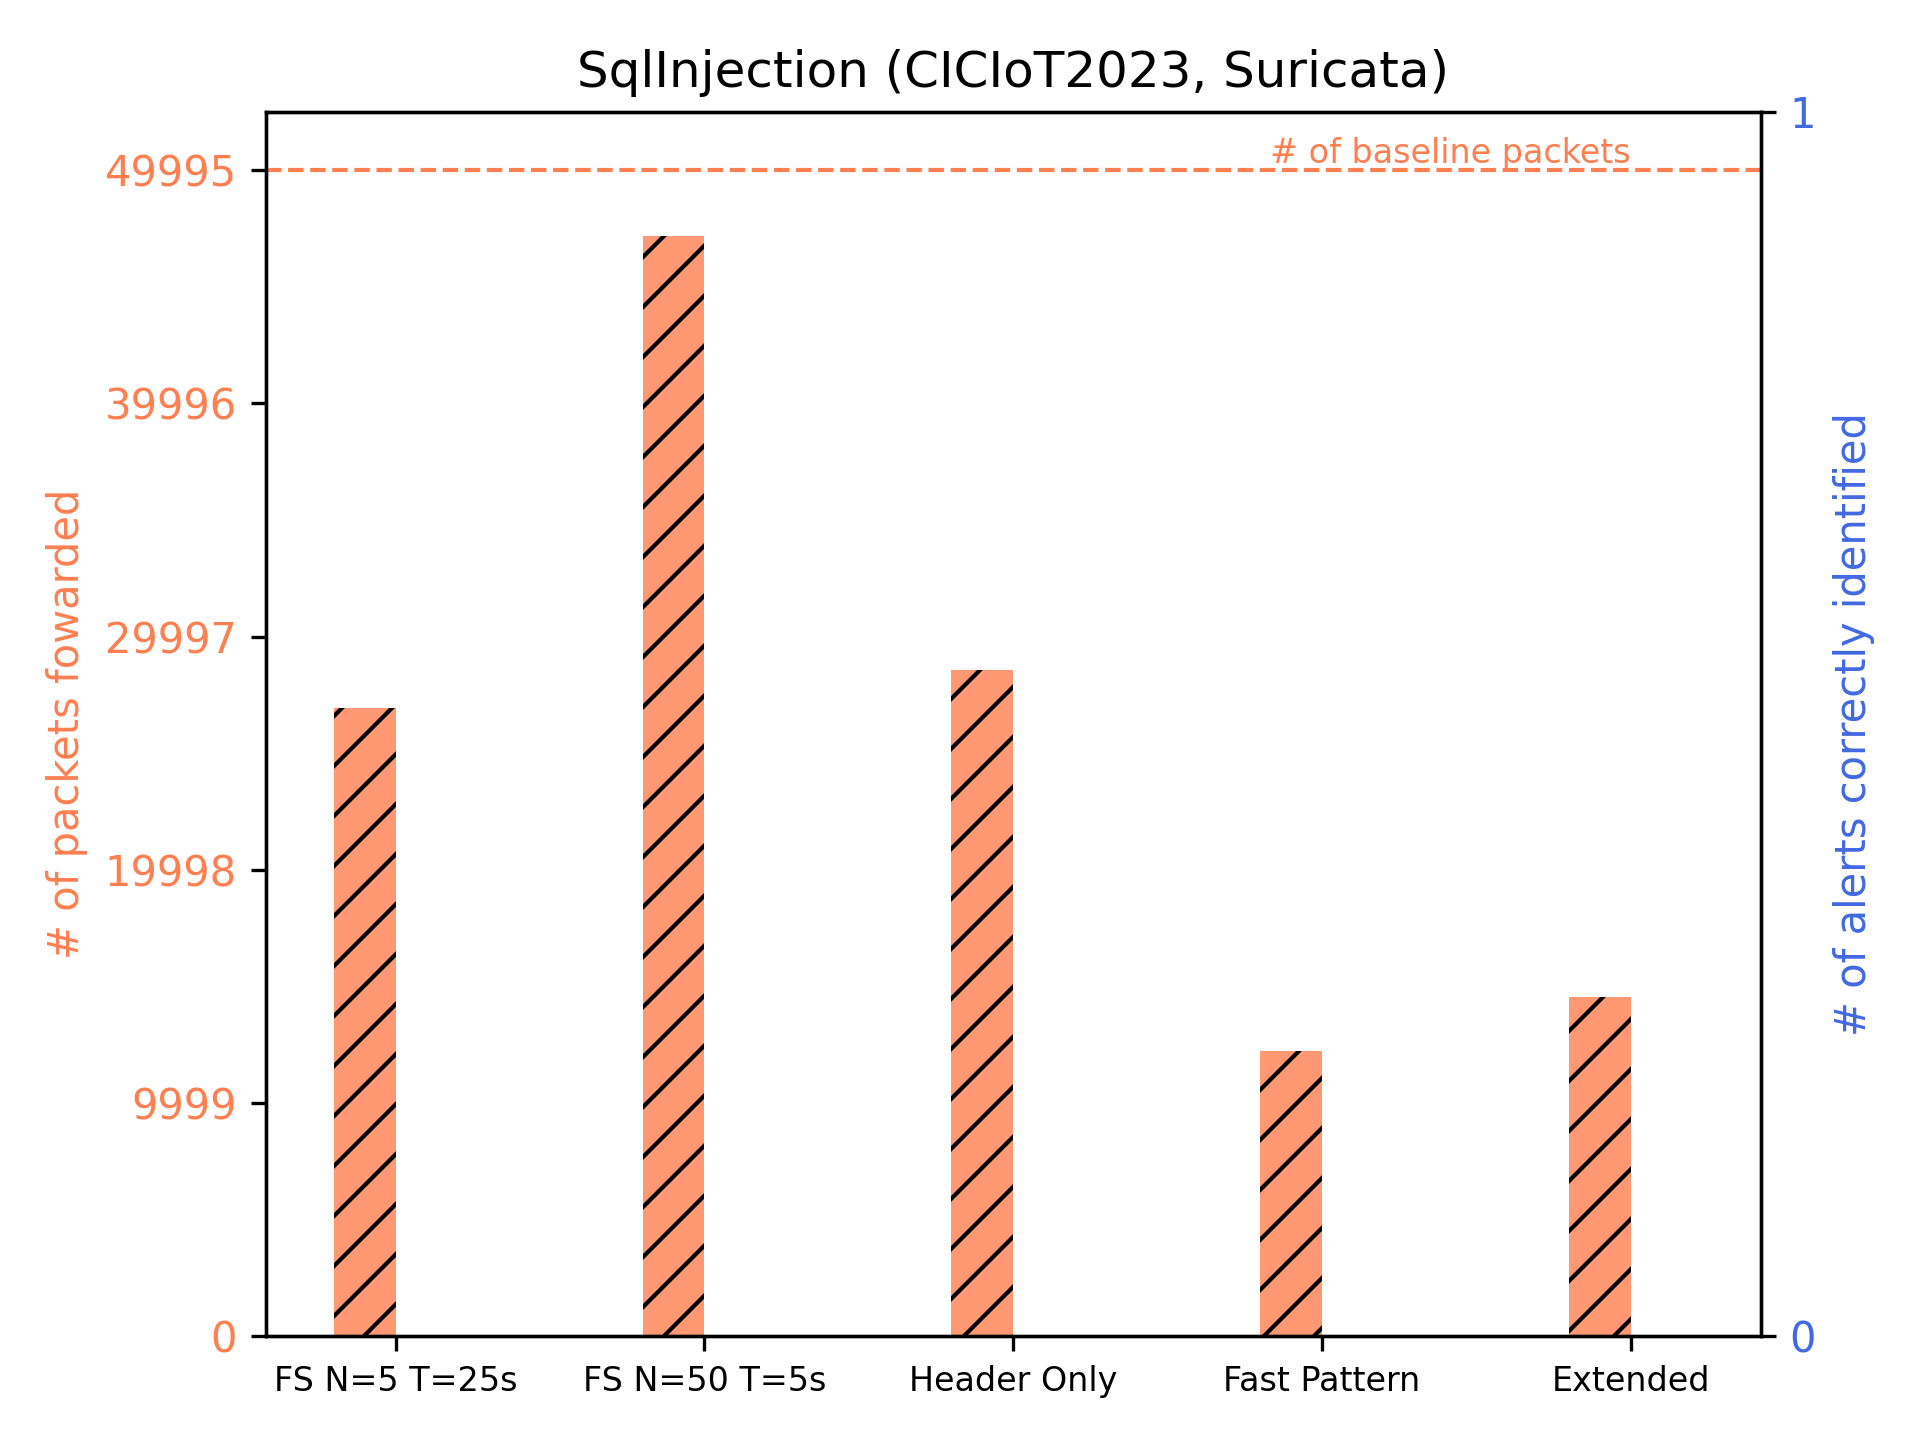 SqlInjection (CICIoT2023, Suricata)
# of baseline packets
49995
39996
29997
19998
9999
0
# of packets fowarded
1
0
# of alerts correctly identified
FS N=5 T=25s
FS N=50 T=5s
Header Only
Fast Pattern
Extended